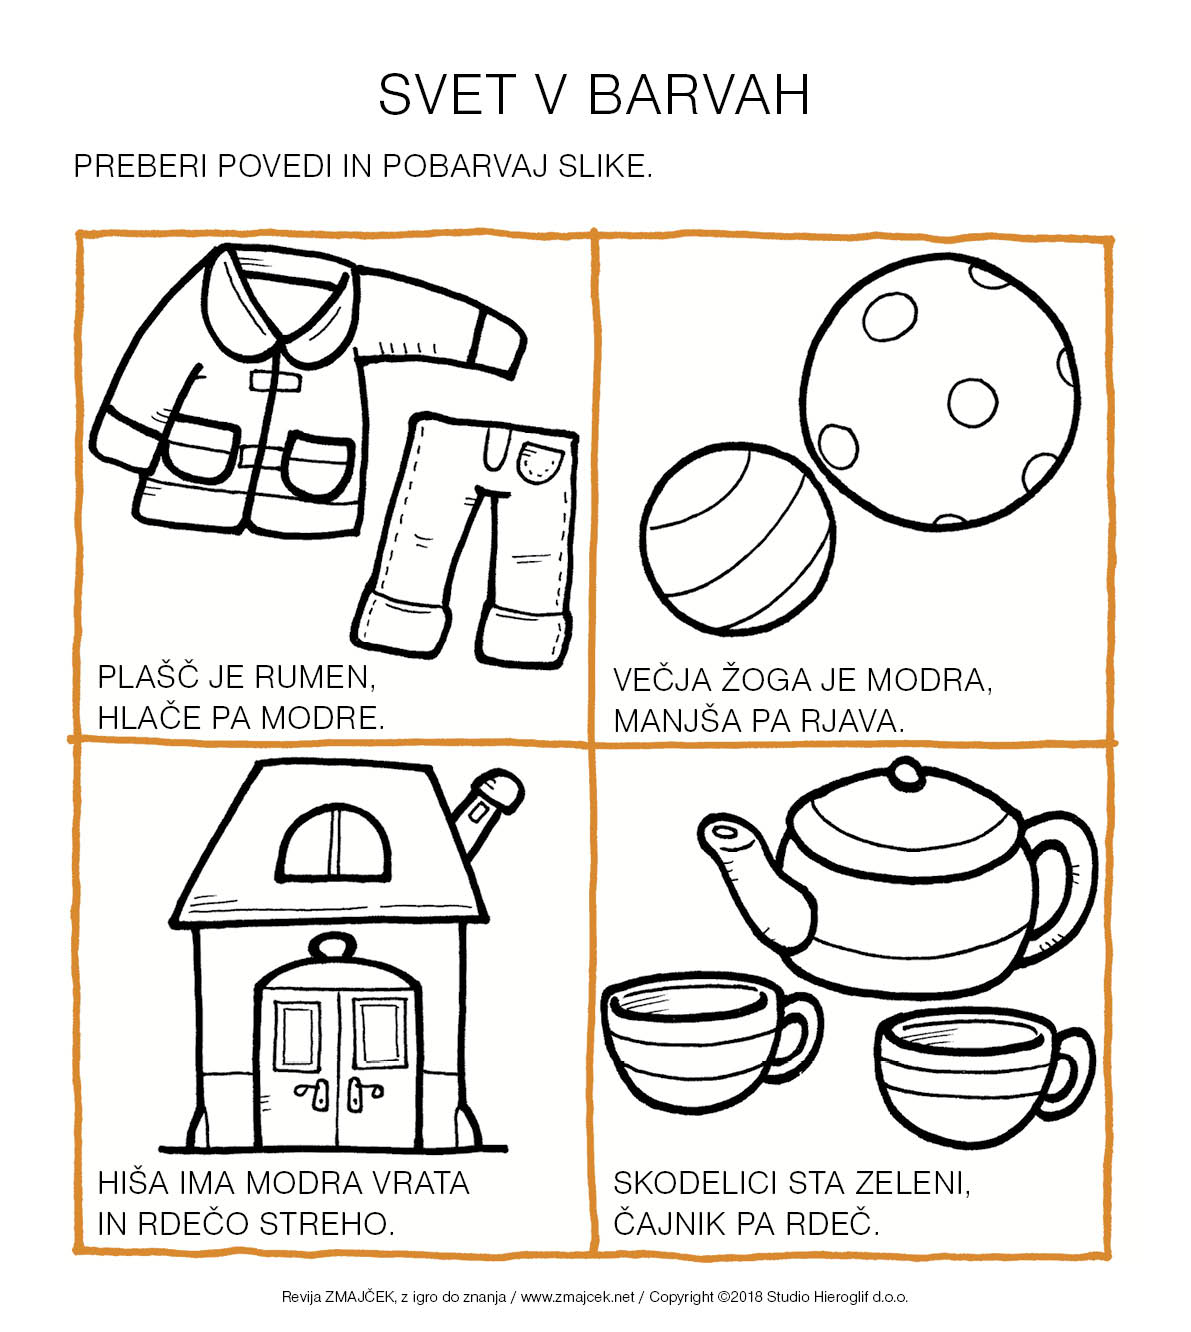 SVET V BARVAH
PREBERI POVEDI IN POBARVAJ SLIKE.
PLAŠČ JE RUMEN,
HLAČE PA MODRE.
VEČJA ŽOGA JE MODRA,
MANJŠA PA RJAVA.
HIŠA IMA MODRA VRATA
IN RDEČO STREHO.
SKODELICI STA ZELENI,
ČAJNIK PA RDEČ.
Revija ZMAJČEK, z igro do znanja / www.zmajcek.net / Copyright ©2018 Studio Hieroglif d.o.o.